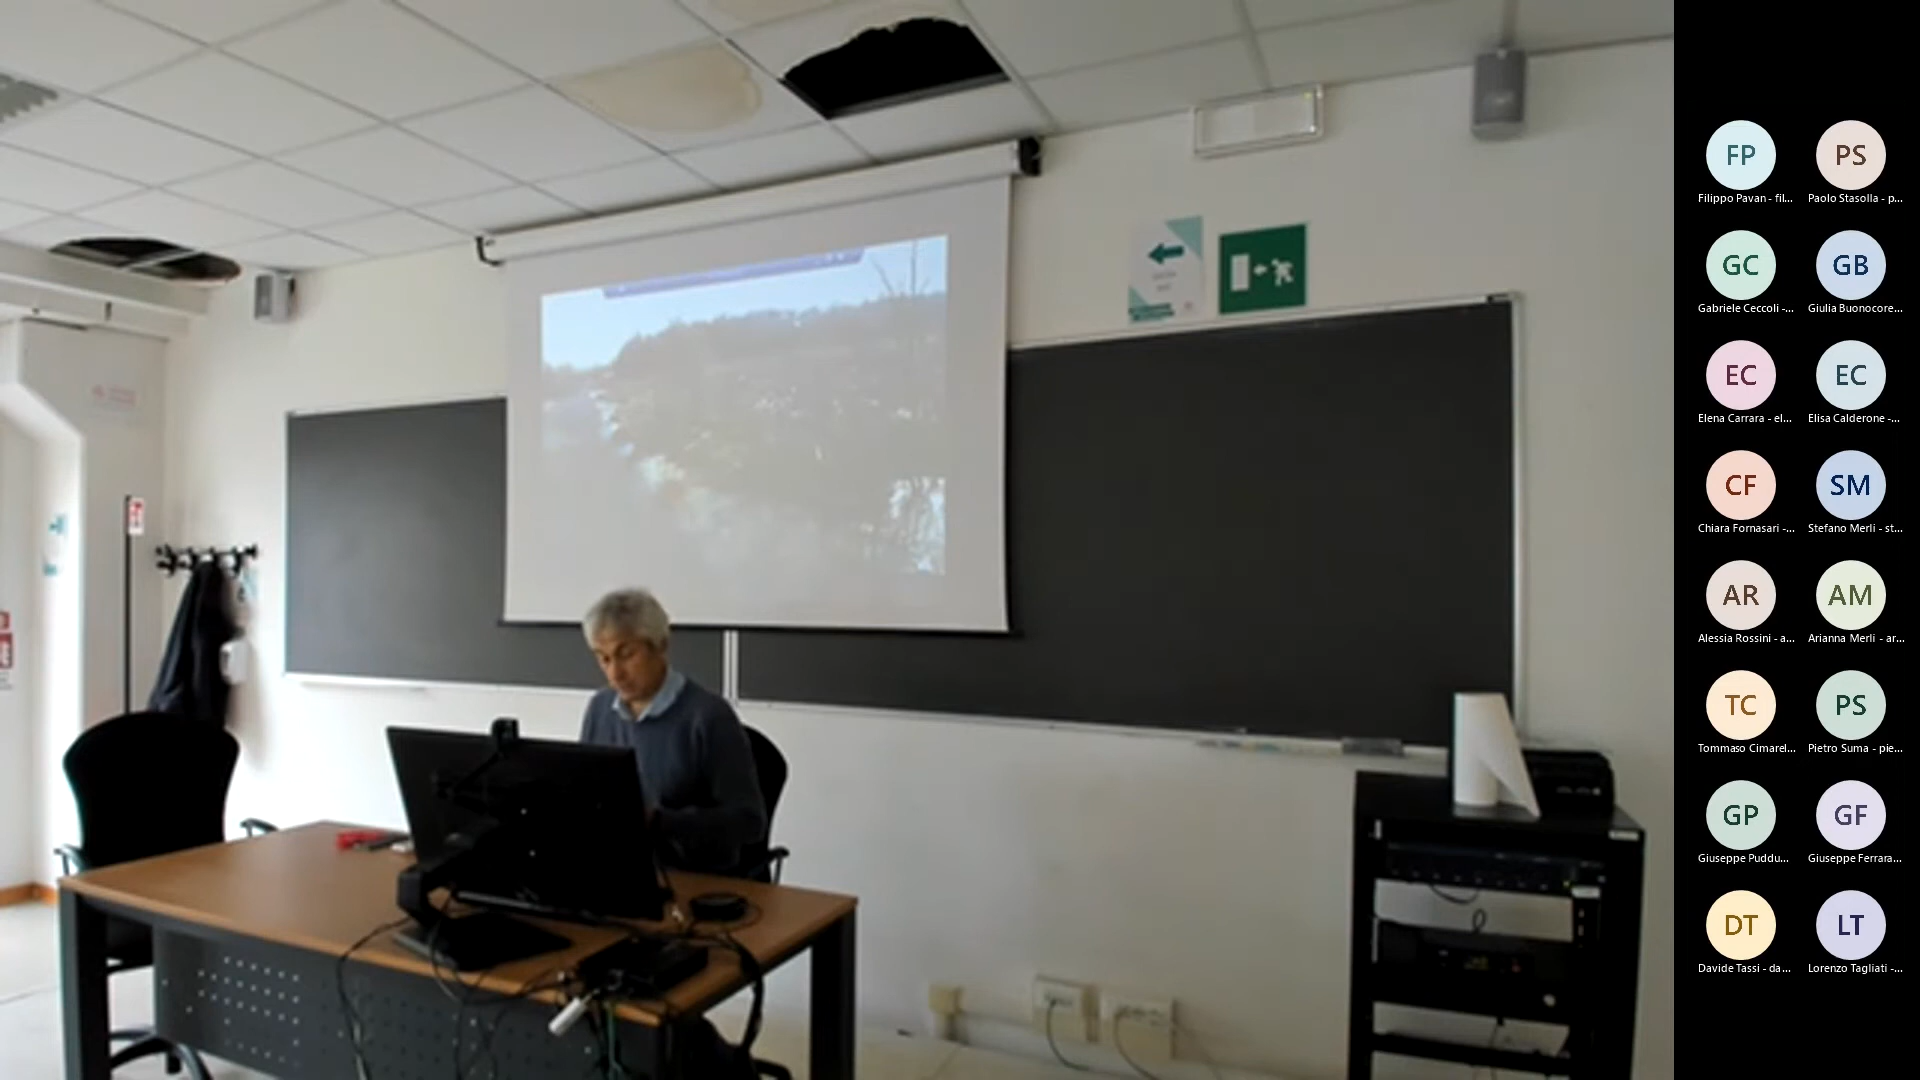 FP
PS
Filippo Pavan - fil...
Paolo Stasolla - p...
GC
GB
Gabriele Ceccoli -...
Giulia Buonocore...
EC
EC
Elena Carrara - el...
Elisa Calderone -...
CF
SM
Chiara Fornasari -...
Stefano Merli - st...
AR
AM
Alessia Rossini - a...
Arianna Merli - ar...
TC
PS
Tommaso Cimarel...
Pietro Suma - pie...
GP
GF
Giuseppe Puddu...
Giuseppe Ferrara...
DT
LT
Davide Tassi - da...
Lorenzo Tagliati -...